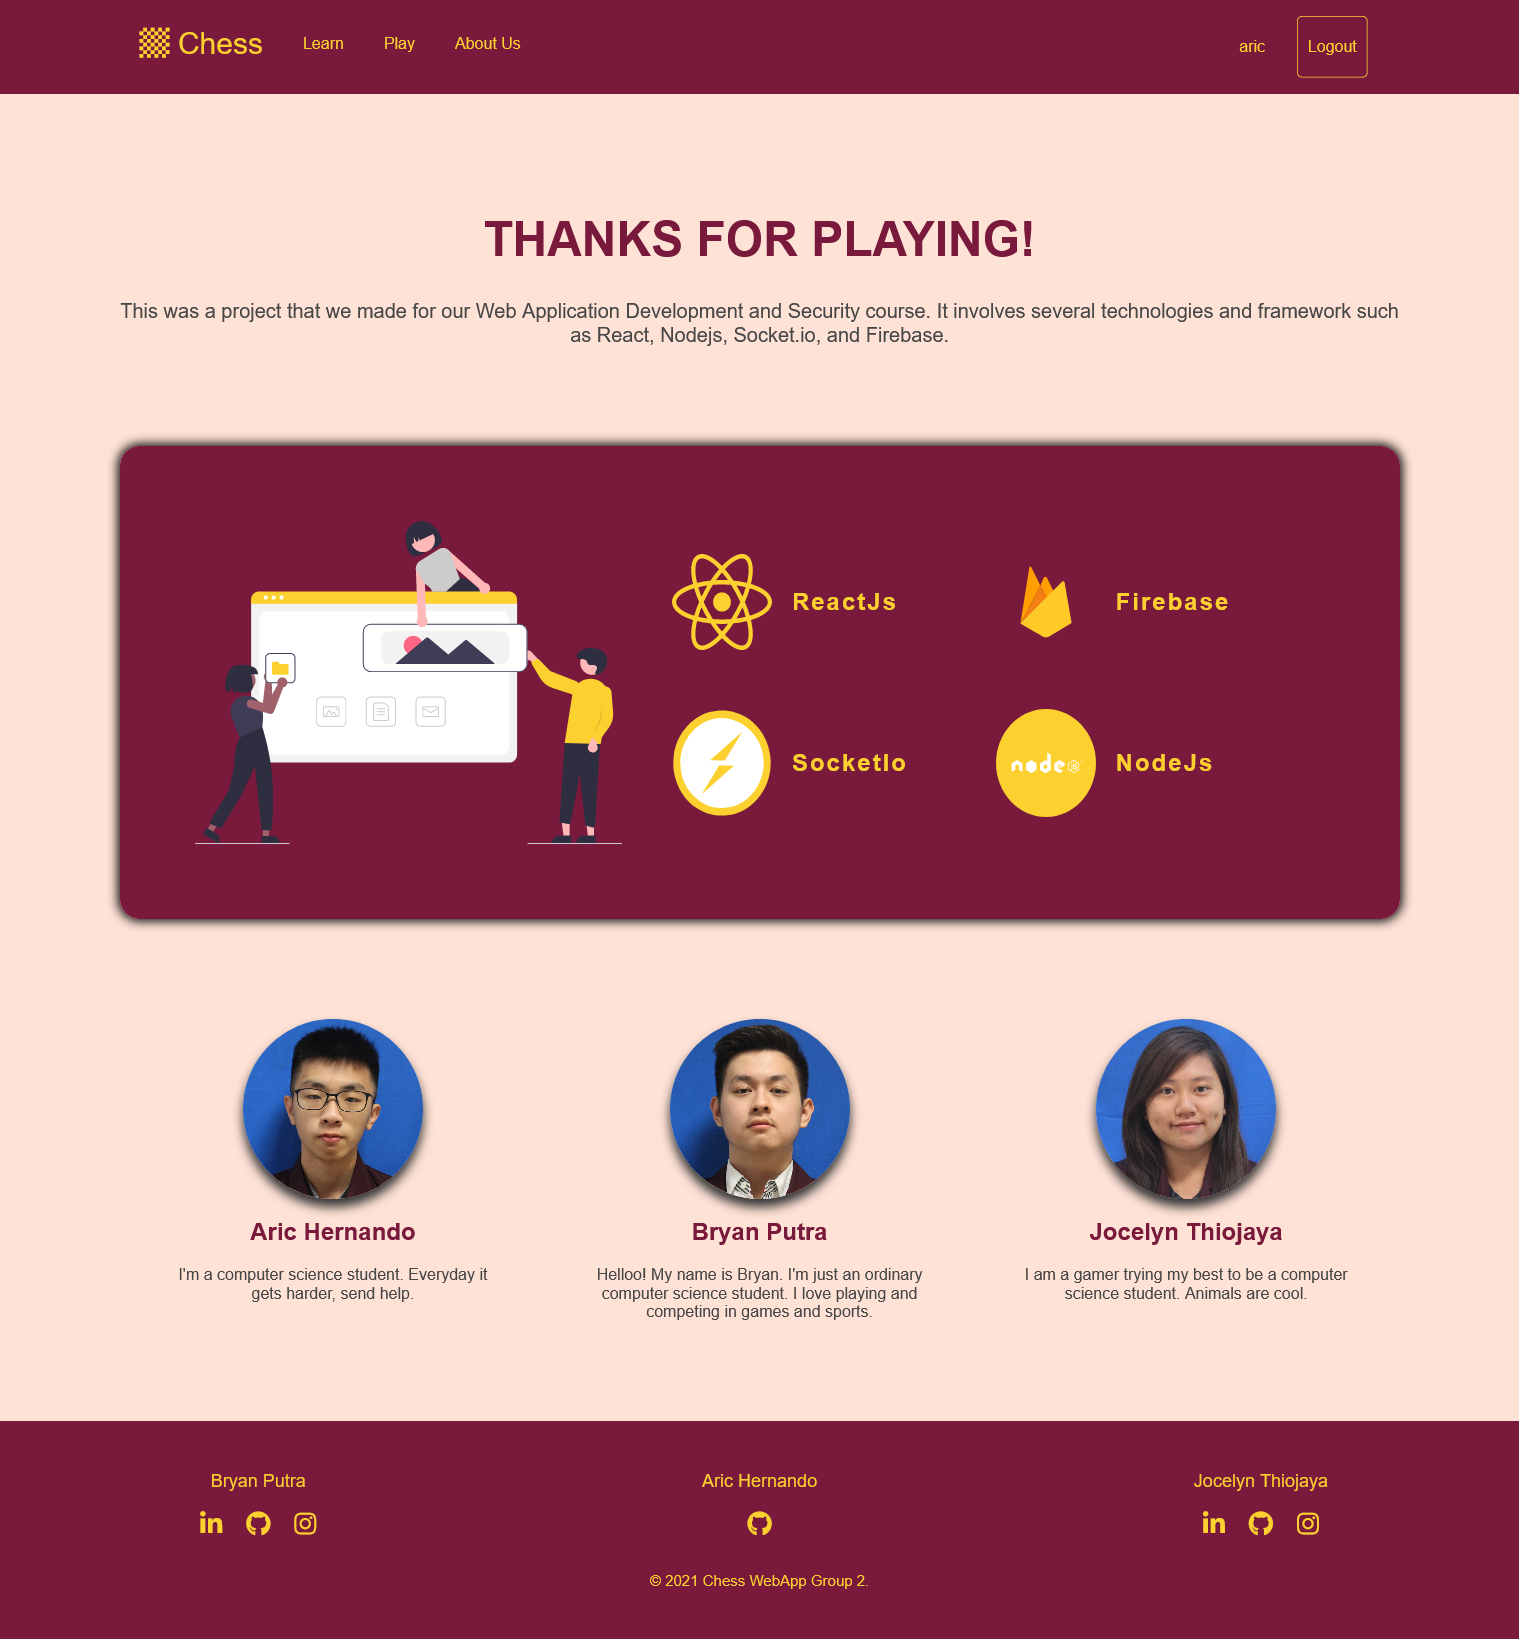 Chess
Learn
Play
About Us
aric
Logout
THANKS FOR PLAYING!
This was a project that we made for our Web Application Development and Security course. It involves several technologies and framework such
as React, Nodejs, Socket.io, and Firebase.
ReactJs
Firebase
SocketIo
node JS
NodeJs
Aric Hernando
I'm a computer science student. Everyday it
gets harder, send help.
Bryan Putra
Helloo! My name is Bryan. I'm just an ordinary
computer science student. I love playing and
competing in games and sports.
Jocelyn Thiojaya
I am a gamer trying my best to be a computer
science student. Animals are cool.
Bryan Putra
Aric Hernando
Jocelyn Thiojaya
© 2021 Chess WebApp Group 2.